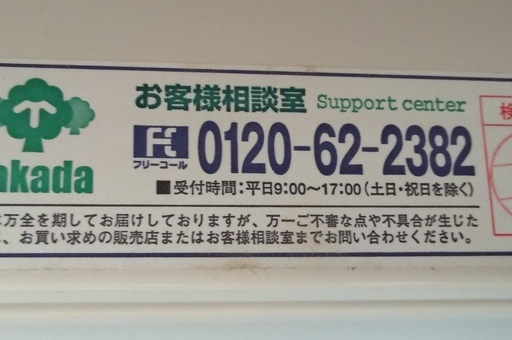 お客様相談室 Support center
akada
フリーコール 0120-62-2382
■受付時間:平日9:00〜17:00(土日・祝日を除く)
万全を期してお届けしておりますが、万一ご不審な点や不具合が生じた
、お買い求めの販売店またはお客様相談室までお問い合わせください。
検